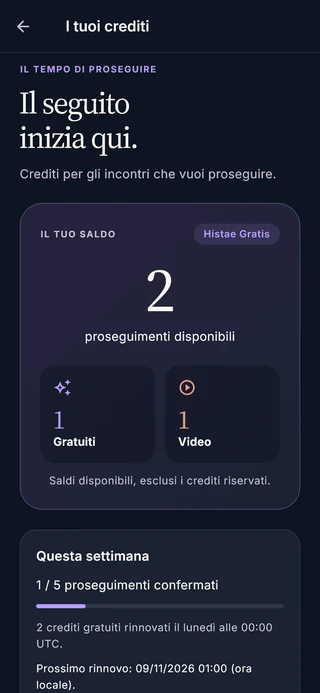 I tuoi crediti
IL TEMPO DI PROSEGUIRE
Il seguito
inizia qui.
Crediti per gli incontri che vuoi proseguire.
IL TUO SALDO
Histae Gratis
2
proseguimenti disponibili
1
Gratuiti
1
Video
Saldi disponibili, esclusi i crediti riservati.
Questa settimana
1 / 5 proseguimenti confermati
2 crediti gratuiti rinnovati il lunedì alle 00:00
UTC.
Prossimo rinnovo: 09/11/2026 01:00 (ora
locale).